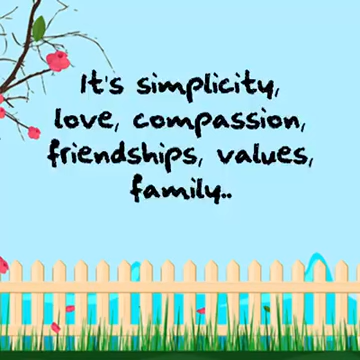 It's simplicity,
love, compassion,
friendships, values,
family..